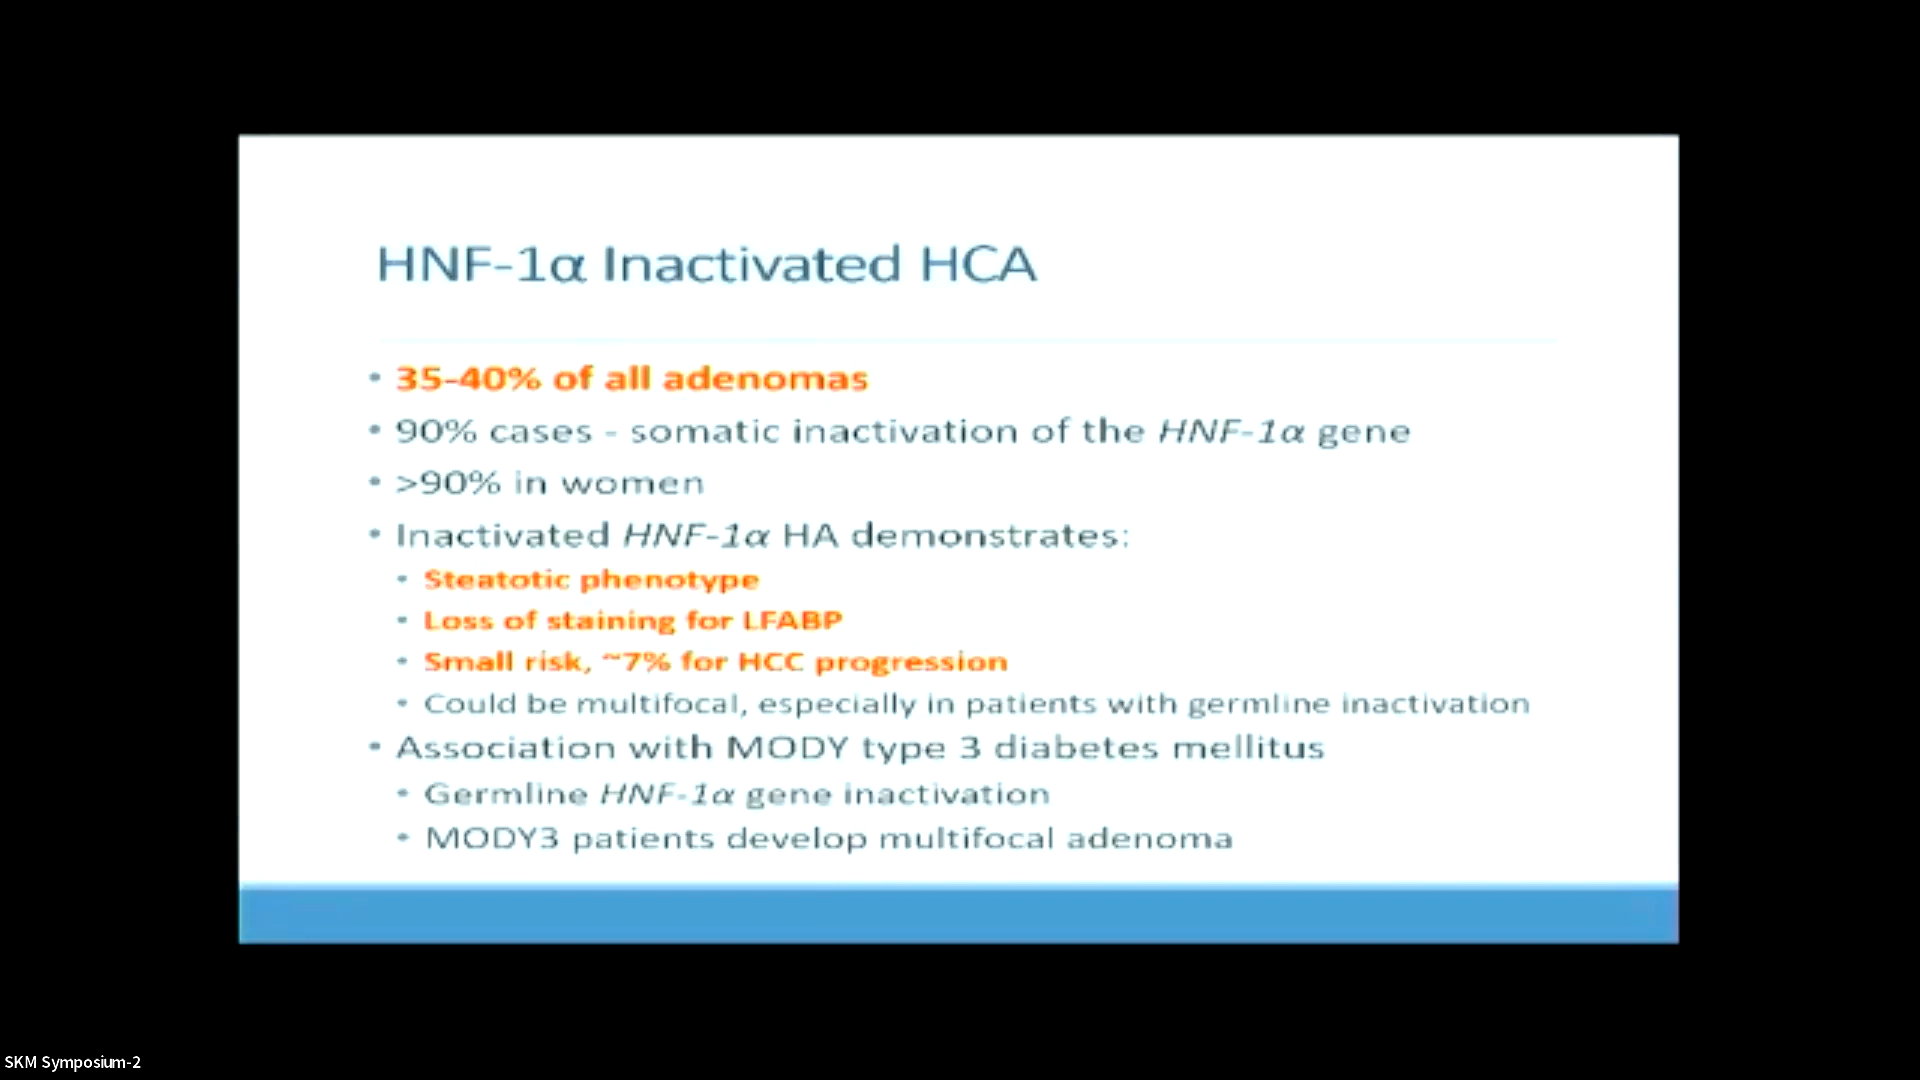 HNF-1α Inactivated HCA
• 35-40% of all adenomas
• 90% cases - somatic inactivation of the HNF-1α gene
• >90% in women
• Inactivated HNF-1α HA demonstrates:
• Steatotic phenotype
• Loss of staining for LFABP
• Small risk, ~7% for HCC progression
• Could be multifocal, especially in patients with germline inactivation
• Association with MODY type 3 diabetes mellitus
• Germline HNF-1α gene inactivation
• MODY3 patients develop multifocal adenoma
SKM Symposium-2